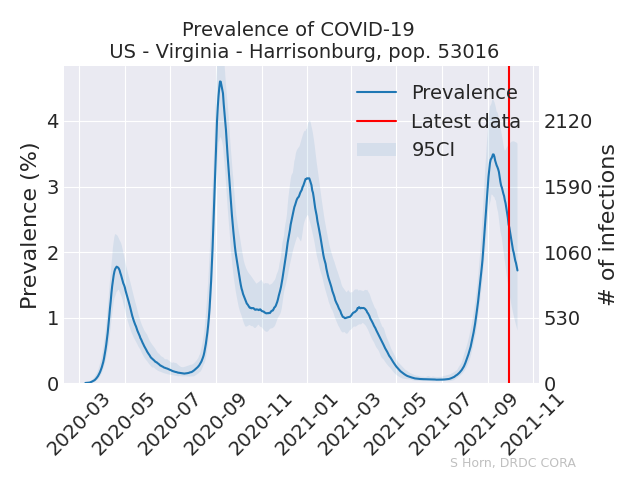 Prevalence of COVID-19
US - Virginia - Harrisonburg, pop. 53016
Prevalence (%)
4
3
2
1
0
Prevalence
Latest data
95CI
2120
1590
1060
530
0
# of infections
2020-03
2020-05
2020-07
2020-09
2020-11
2021-01
2021-03
2021-05
2021-07
2021-09
2021-11
S Horn, DRDC CORA